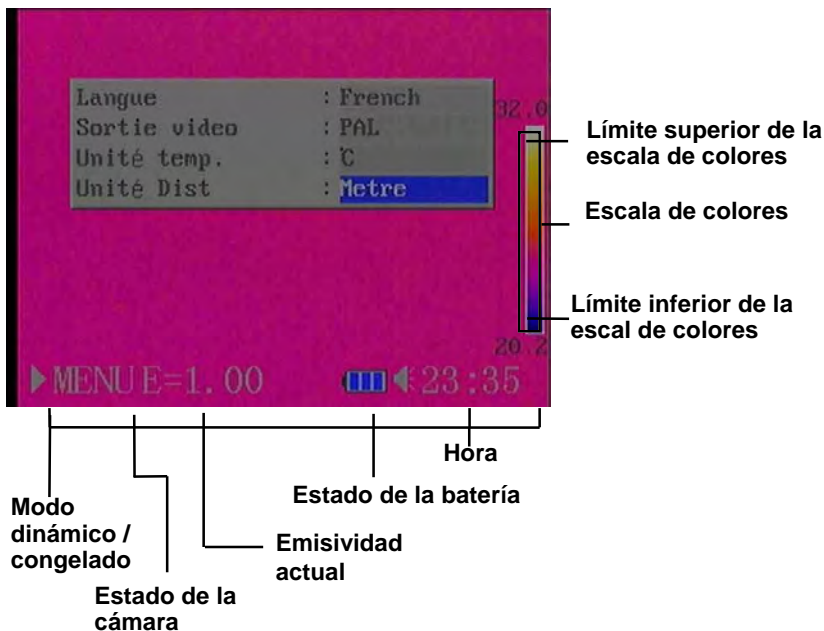 Langue : French
Sortie video : PAL
Unité temp. : ℃
Unité Dist : Metre
32.0
Límite superior de la
escala de colores
Escala de colores
Límite inferior de la
escal de colores
20.2
MENU E=1.00 23:35
Hora
Estado de la batería
Modo
dinámico /
congelado
Emisividad
actual
Estado de la
cámara